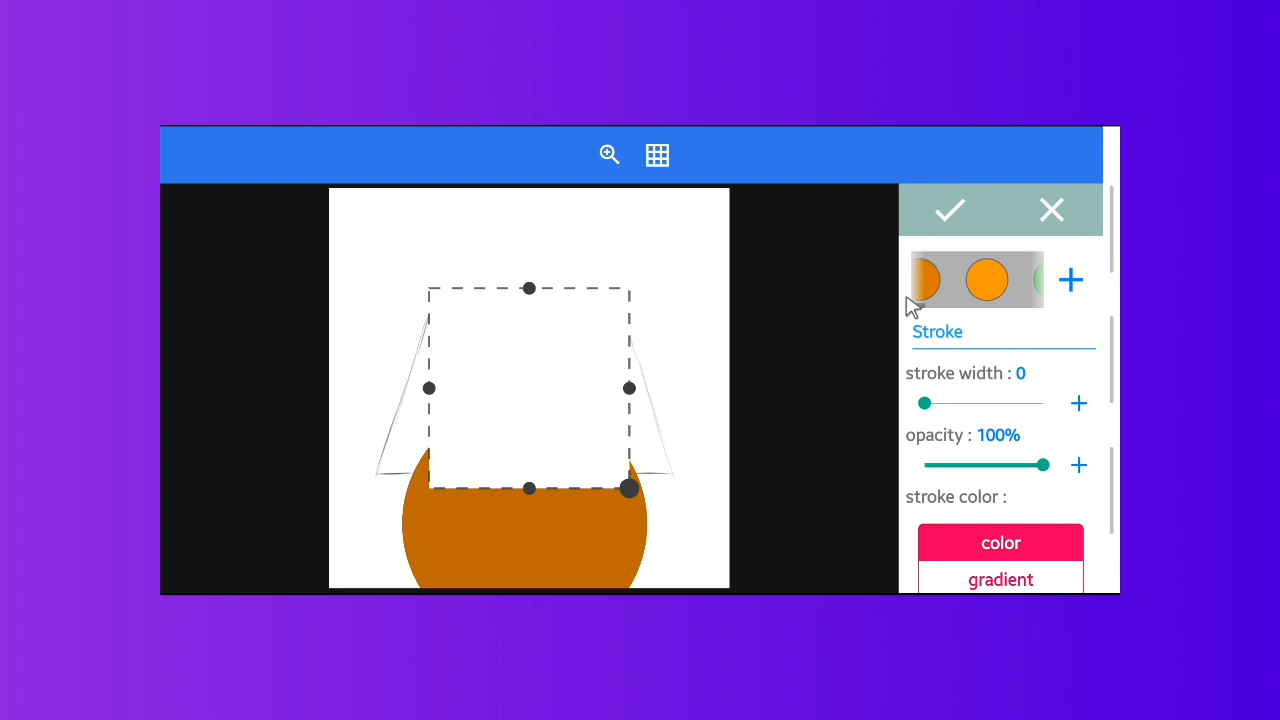 Stroke
stroke width : 0
opacity : 100%
stroke color :
color
gradient